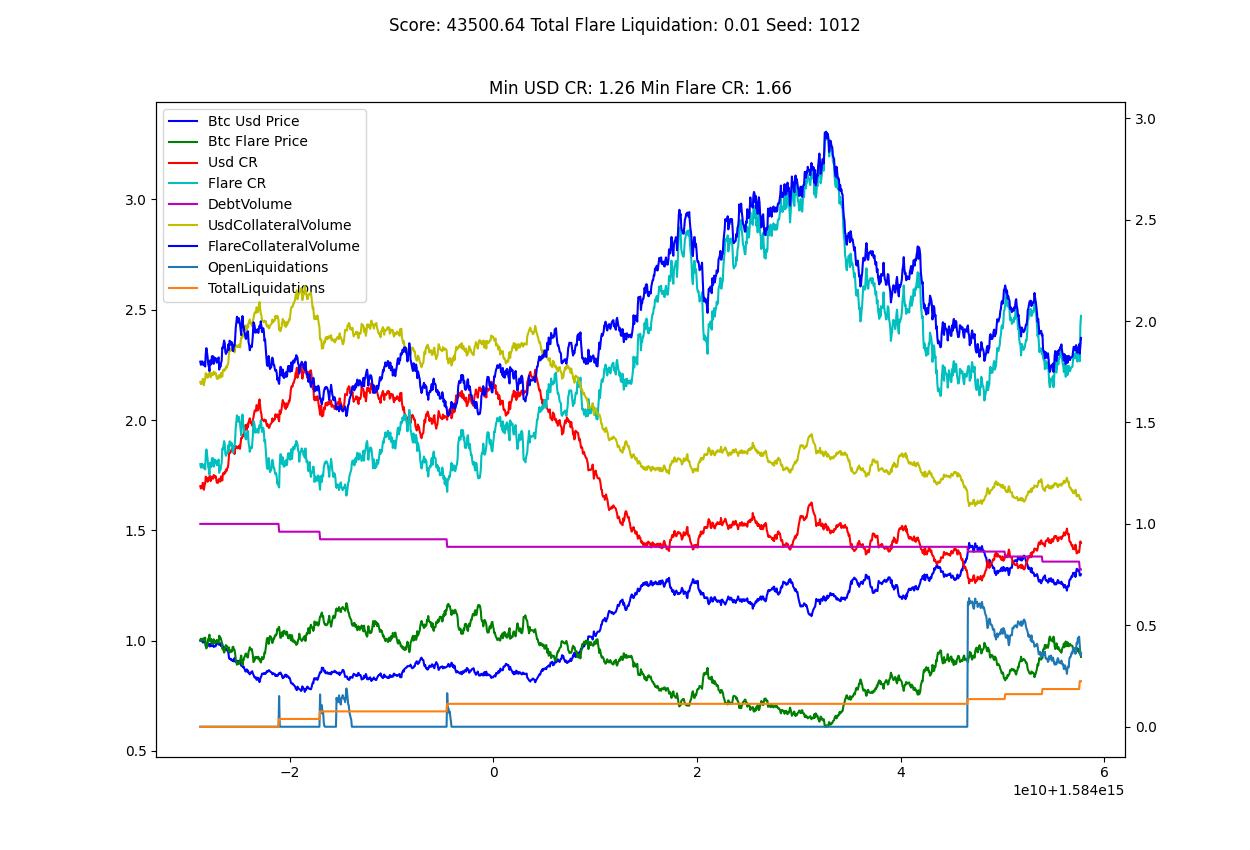 Score: 43500.64 Total Flare Liquidation: 0.01 Seed: 1012
Min USD CR: 1.26 Min Flare CR: 1.66
Btc Usd Price
Btc Flare Price
Usd CR
Flare CR
DebtVolume
UsdCollateralVolume
FlareCollateralVolume
OpenLiquidations
TotalLiquidations
3.0
2.5
2.0
1.5
1.0
0.5
3.0
2.5
2.0
1.5
1.0
0.5
0.0
−2 0 2 4 6
1e10+1.584e15